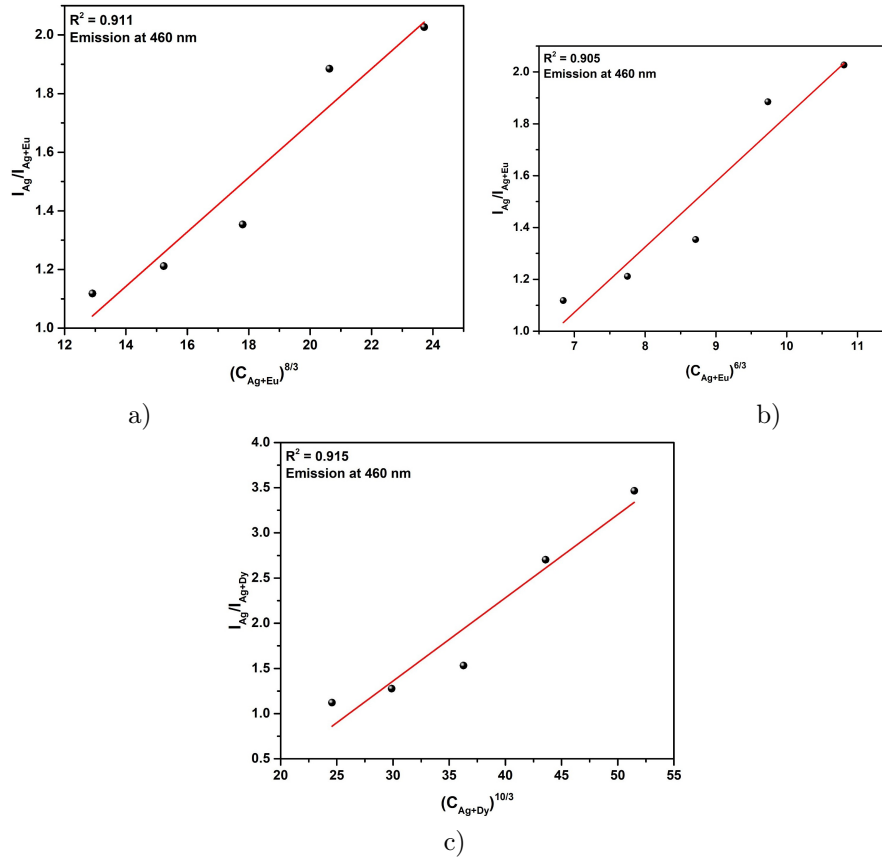 R² = 0.911
Emission at 460 nm
2.0
1.8
1.6
1.4
1.2
1.0
I_Ag/I_Ag+Eu
12 14 16 18 20 22 24
(C_Ag+Eu)^8/3
a)
R² = 0.905
Emission at 460 nm
2.0
1.8
1.6
1.4
1.2
1.0
I_Ag/I_Ag+Eu
7 8 9 10 11
(C_Ag+Eu)^6/3
b)
R² = 0.915
Emission at 460 nm
4.0
3.5
3.0
2.5
2.0
1.5
1.0
0.5
I_Ag/I_Ag+Dy
20 25 30 35 40 45 50 55
(C_Ag+Dy)^10/3
c)